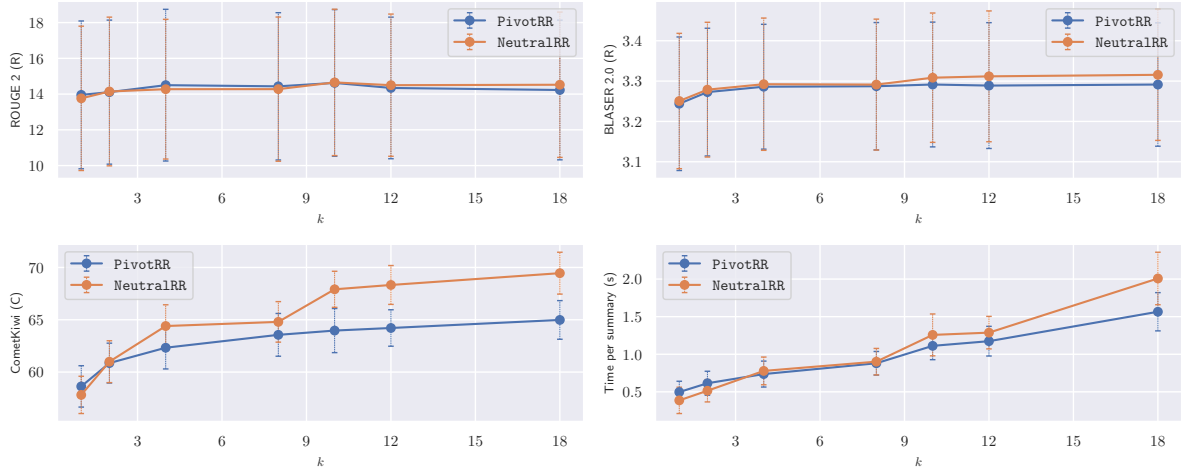 ROUGE 2 (R)
18
16
14
12
10
PivotRR
NeutralRR
3
6
9
12
15
18
k
BLASER 2.0 (R)
3.4
3.3
3.2
3.1
PivotRR
NeutralRR
3
6
9
12
15
18
k
CometKiwi (C)
70
65
60
PivotRR
NeutralRR
3
6
9
12
15
18
k
Time per summary (s)
2.0
1.5
1.0
0.5
PivotRR
NeutralRR
3
6
9
12
15
18
k